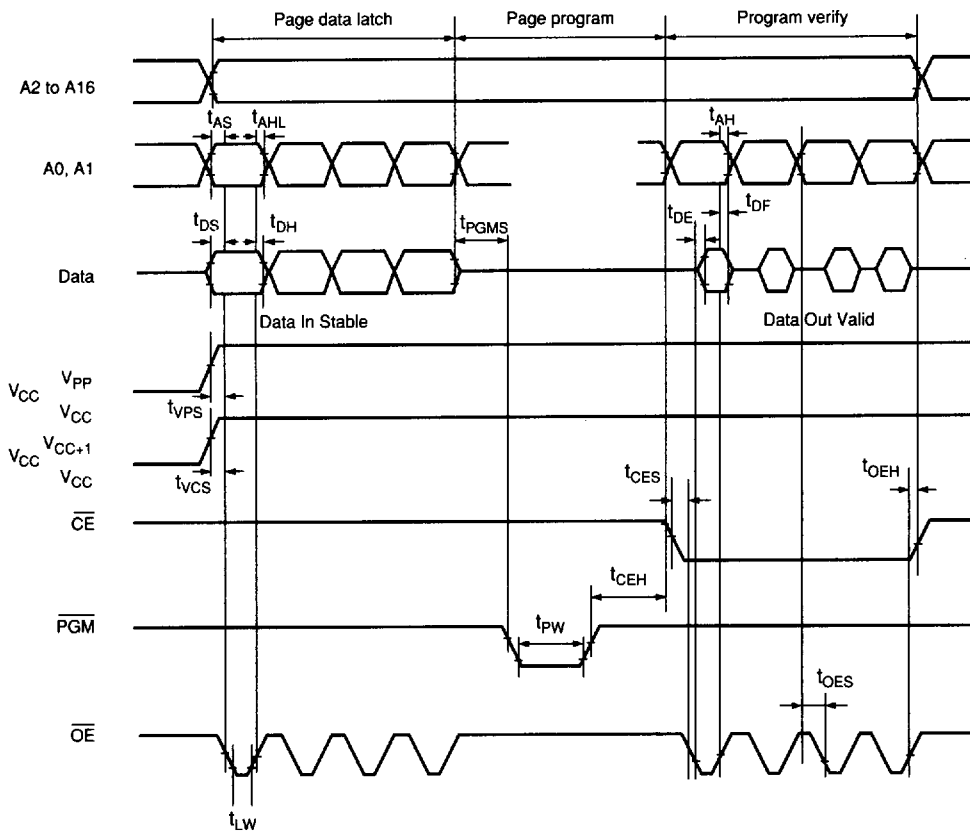 Page data latch Page program Program verify
A2 to A16
tAS tAHL tAH
A0, A1
tDS tDH tPGMS tDE tDF
Data
Data In Stable Data Out Valid
VPP
VCC
tVPS
VCC
VCC+1
VCC
VCC
tVCS
tCES tOEH
CE
tCEH
PGM
tPW
tOES
OE
tLW